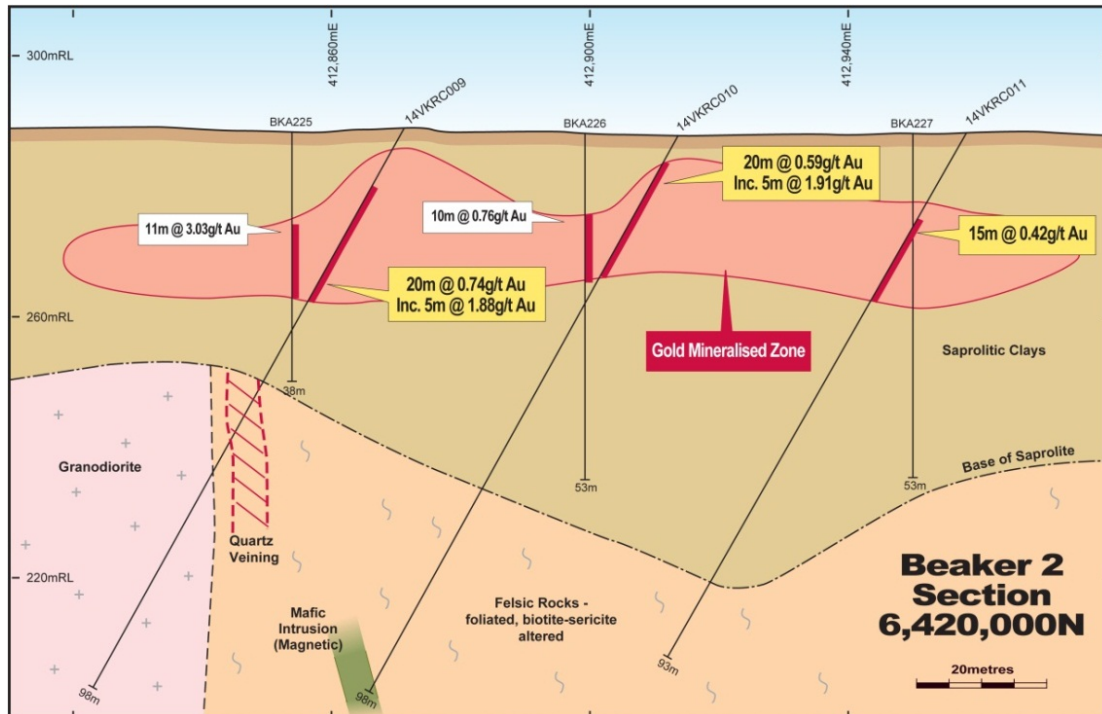 412,860mE
412,900mE
412,940mE
300mRL
260mRL
220mRL
BKA225
14VKRC009
BKA226
14VKRC010
BKA227
14VKRC011
11m @ 3.03g/t Au
20m @ 0.74g/t Au
Inc. 5m @ 1.88g/t Au
10m @ 0.76g/t Au
20m @ 0.59g/t Au
Inc. 5m @ 1.91g/t Au
15m @ 0.42g/t Au
Gold Mineralised Zone
Saprolitic Clays
38m
53m
53m
Base of Saprolite
Granodiorite
Quartz
Veining
Mafic
Intrusion
(Magnetic)
Felsic Rocks -
foliated, biotite-sericite
altered
98m
98m
93m
Beaker 2
Section
6,420,000N
20metres